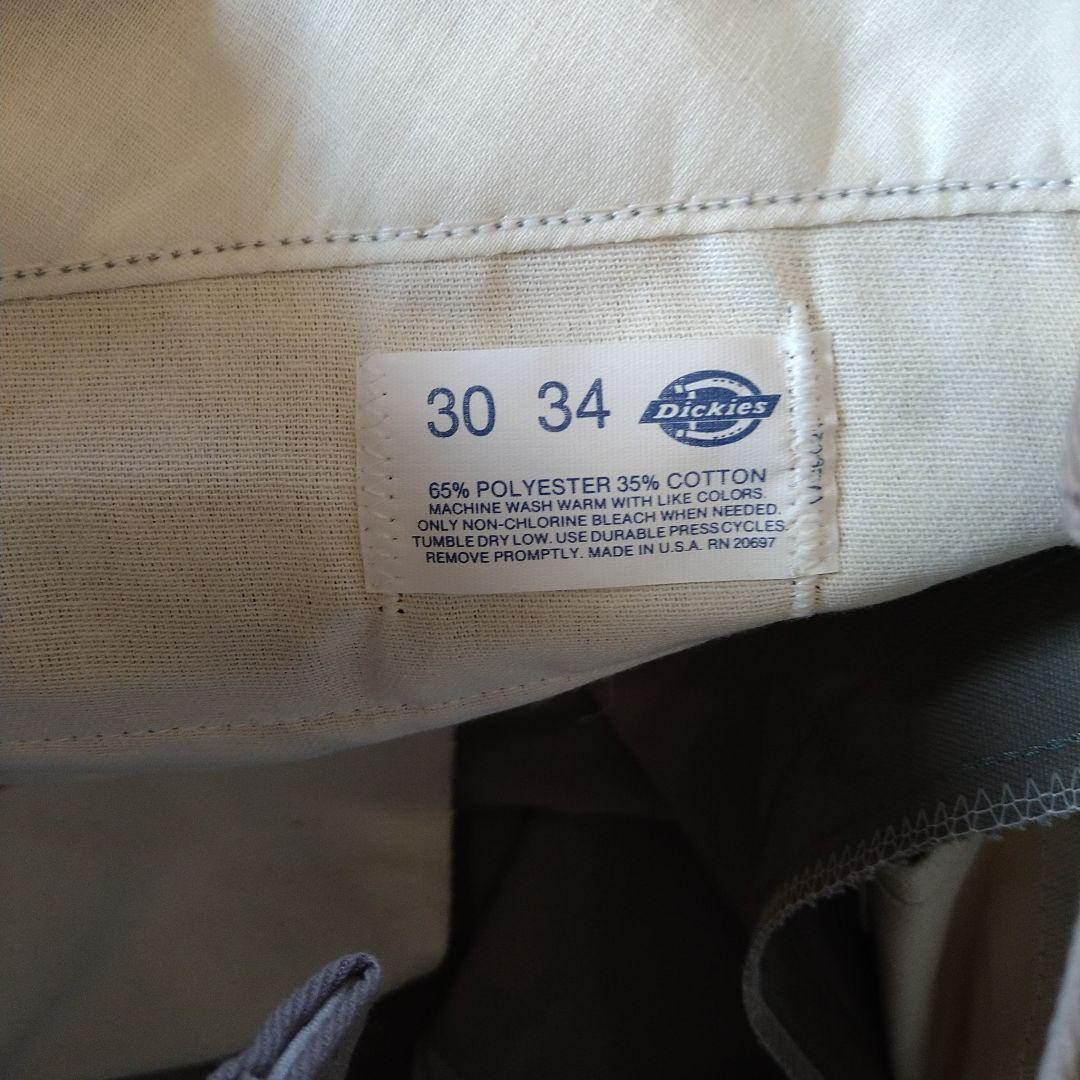 30 34 Dickies
65% POLYESTER 35% COTTON
MACHINE WASH WARM WITH LIKE COLORS.
ONLY NON-CHLORINE BLEACH WHEN NEEDED.
TUMBLE DRY LOW. USE DURABLE PRESS CYCLES.
REMOVE PROMPTLY. MADE IN U.S.A. RN 20697